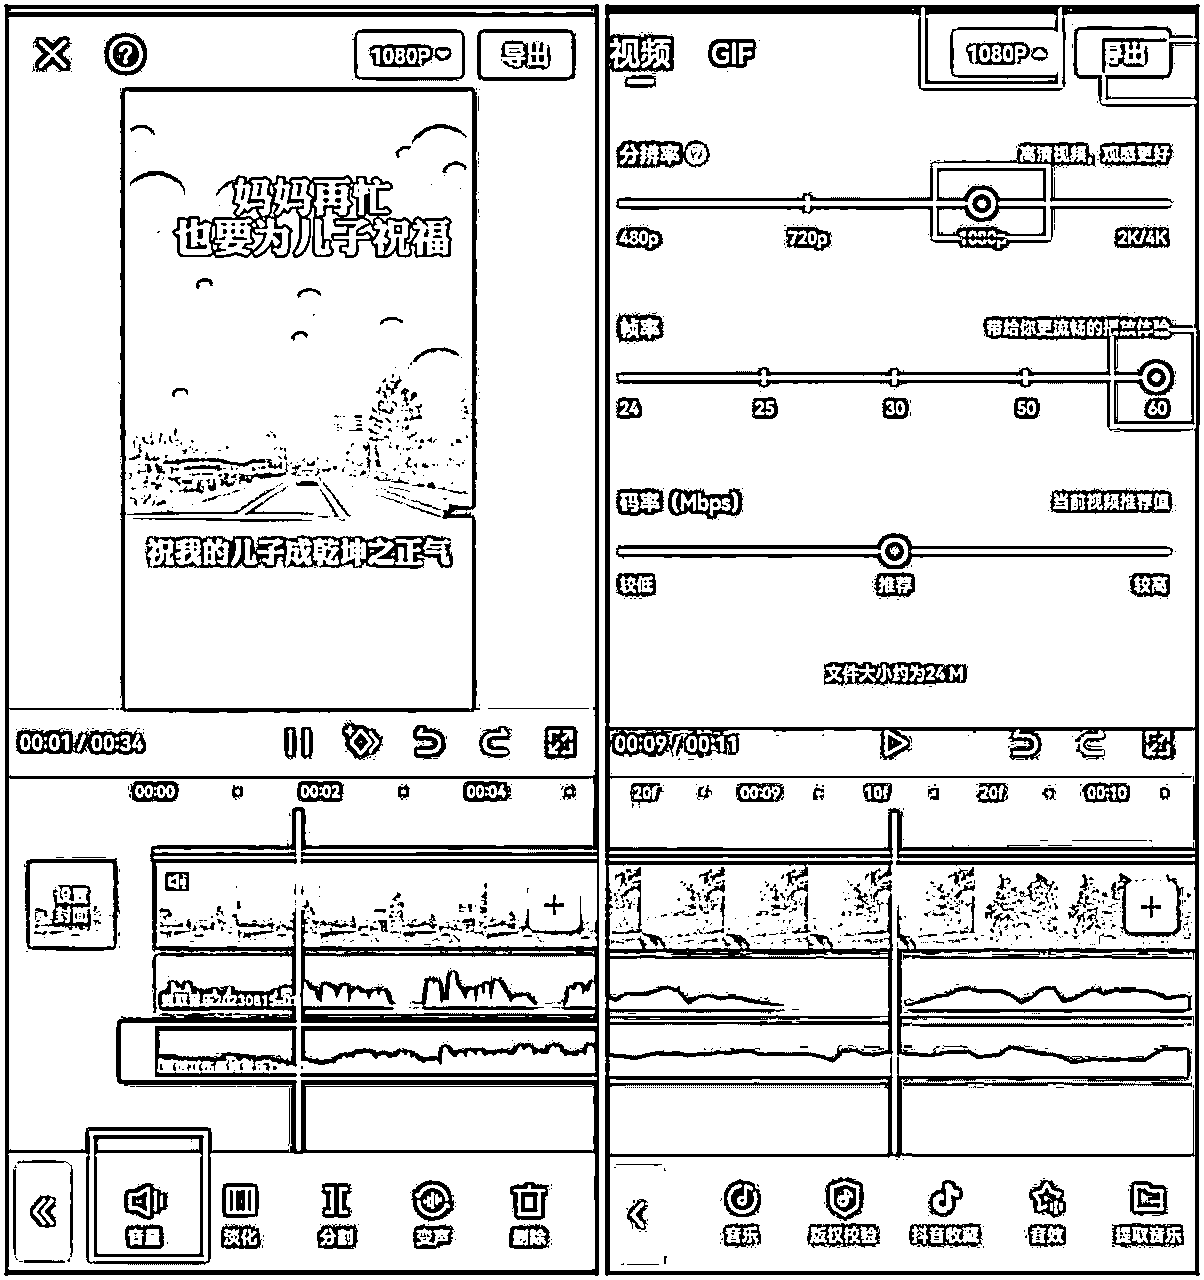 1080P
导出
妈妈再忙
也要为儿子祝福
祝我的儿子成乾坤之正气
00:01/00:34
00:00
00:02
00:04
设置
封面
音量
淡化
分割
变声
删除
视频
GIF
1080P
导出
分辨率
高清视频，观感更好
480p
720p
1080p
2K/4K
帧率
带给你更流畅的播放体验
24
25
30
50
60
码率（Mbps）
当前视频推荐值
较低
推荐
较高
文件大小约为24 M
00:09/00:11
20f
00:09
10f
20f
00:10
音乐
版权校验
抖音收藏
音效
提取音乐